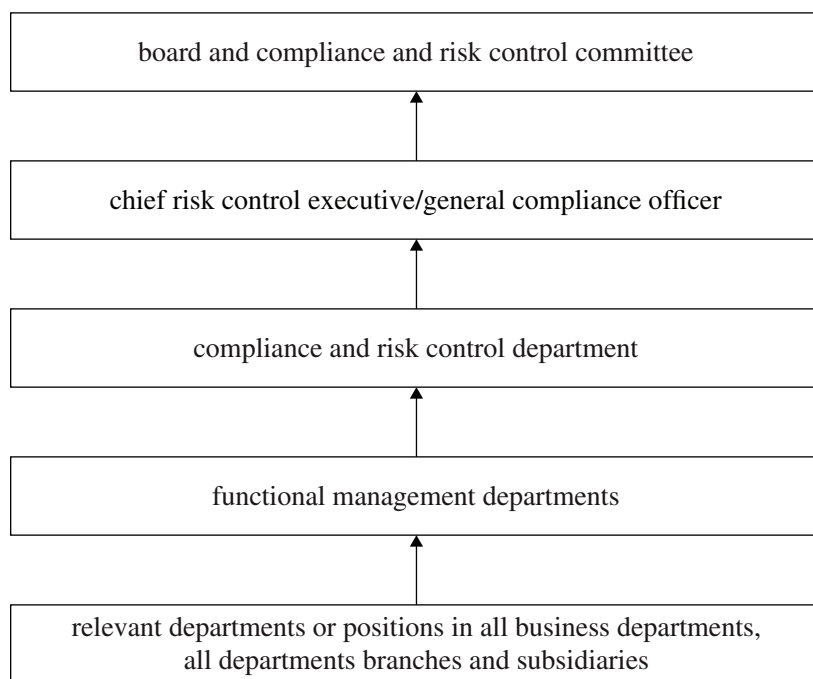 board and compliance and risk control committee
chief risk control executive/general compliance officer
compliance and risk control department
functional management departments
relevant departments or positions in all business departments,
all departments branches and subsidiaries